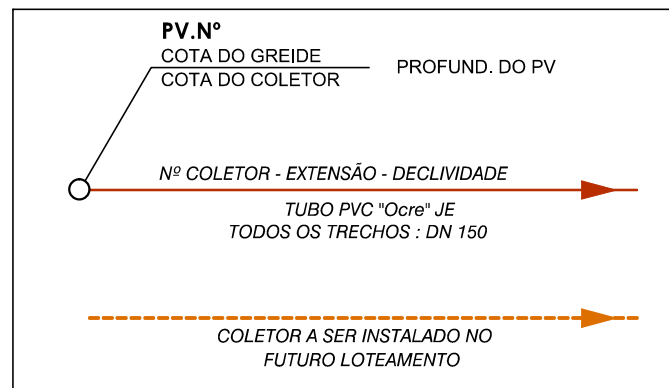 PV.Nº
COTA DO GREIDE
COTA DO COLETOR
PROFUND. DO PV
Nº COLETOR - EXTENSÃO - DECLIVIDADE
TUBO PVC "Ocre" JE
TODOS OS TRECHOS : DN 150
COLETOR A SER INSTALADO NO
FUTURO LOTEAMENTO